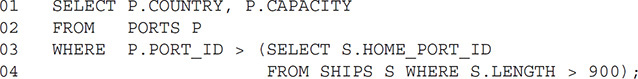 01 SELECT P.COUNTRY, P.CAPACITY
02 FROM PORTS P
03 WHERE P.PORT_ID > (SELECT S.HOME_PORT_ID
04 FROM SHIPS S WHERE S.LENGTH > 900);